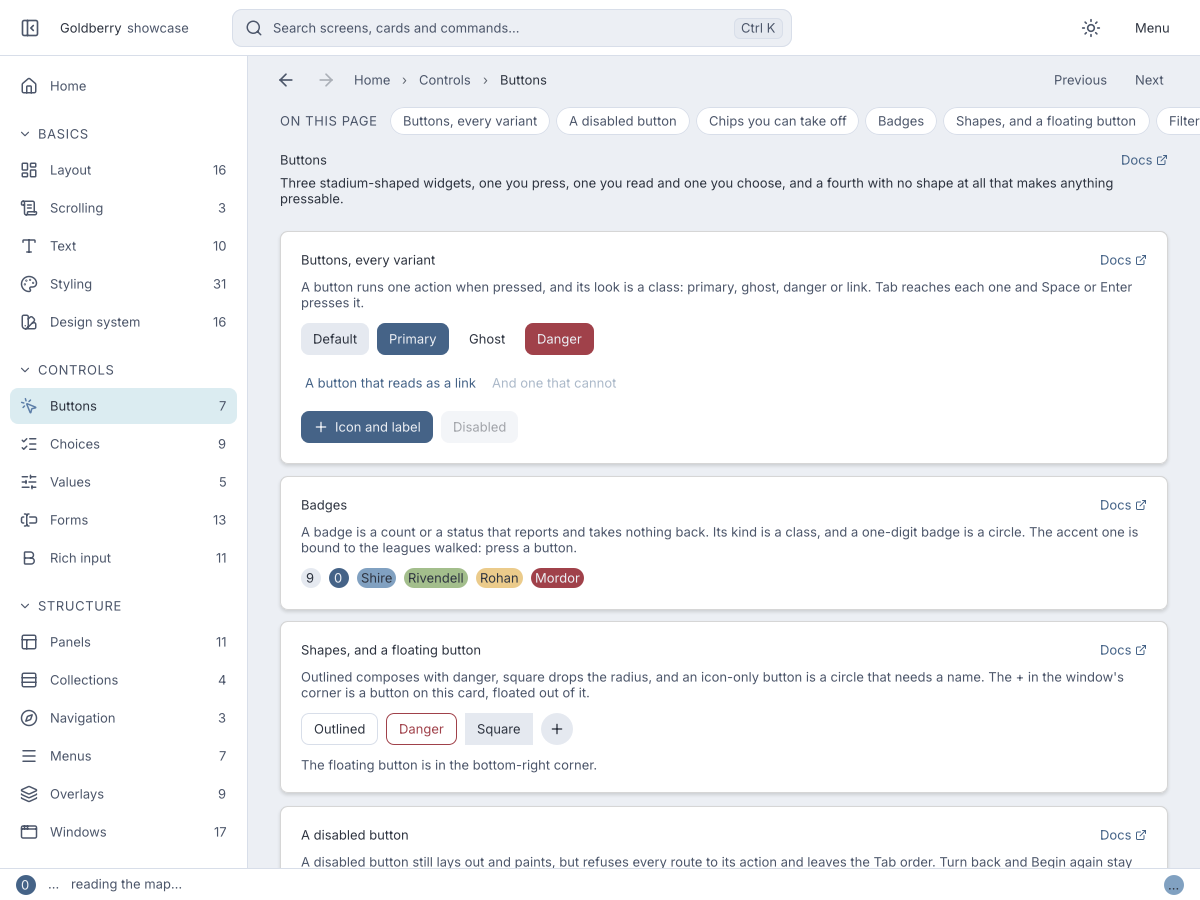 Goldberry showcase
Search screens, cards and commands...
Ctrl K
Menu
Home
BASICS
Layout 16
Scrolling 3
Text 10
Styling 31
Design system 16
CONTROLS
Buttons 7
Choices 9
Values 5
Forms 13
Rich input 11
STRUCTURE
Panels 11
Collections 4
Navigation 3
Menus 7
Overlays 9
Windows 17
Home › Controls › Buttons
Previous Next
ON THIS PAGE Buttons, every variant A disabled button Chips you can take off Badges Shapes, and a floating button Filter
Buttons Docs
Three stadium-shaped widgets, one you press, one you read and one you choose, and a fourth with no shape at all that makes anything
pressable.
Buttons, every variant Docs
A button runs one action when pressed, and its look is a class: primary, ghost, danger or link. Tab reaches each one and Space or Enter
presses it.
Default Primary Ghost Danger
A button that reads as a link And one that cannot
+ Icon and label Disabled
Badges Docs
A badge is a count or a status that reports and takes nothing back. Its kind is a class, and a one-digit badge is a circle. The accent one is
bound to the leagues walked: press a button.
9 0 Shire Rivendell Rohan Mordor
Shapes, and a floating button Docs
Outlined composes with danger, square drops the radius, and an icon-only button is a circle that needs a name. The + in the window's
corner is a button on this card, floated out of it.
Outlined Danger Square +
The floating button is in the bottom-right corner.
A disabled button Docs
A disabled button still lays out and paints, but refuses every route to its action and leaves the Tab order. Turn back and Begin again stay
0 ... reading the map... ...